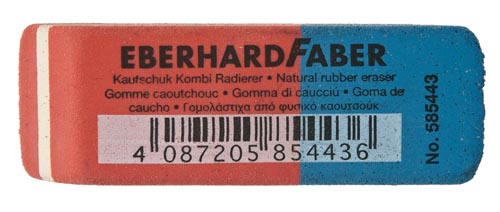 EBERHARDFABER
Kautschuk Kombi Radierer • Natural rubber eraser
Gomme caoutchouc • Gomma di caucciù • Goma de
caucho • Γομολάστιχα από φυσικό καουτσούκ
4 087205 854436
No. 585443